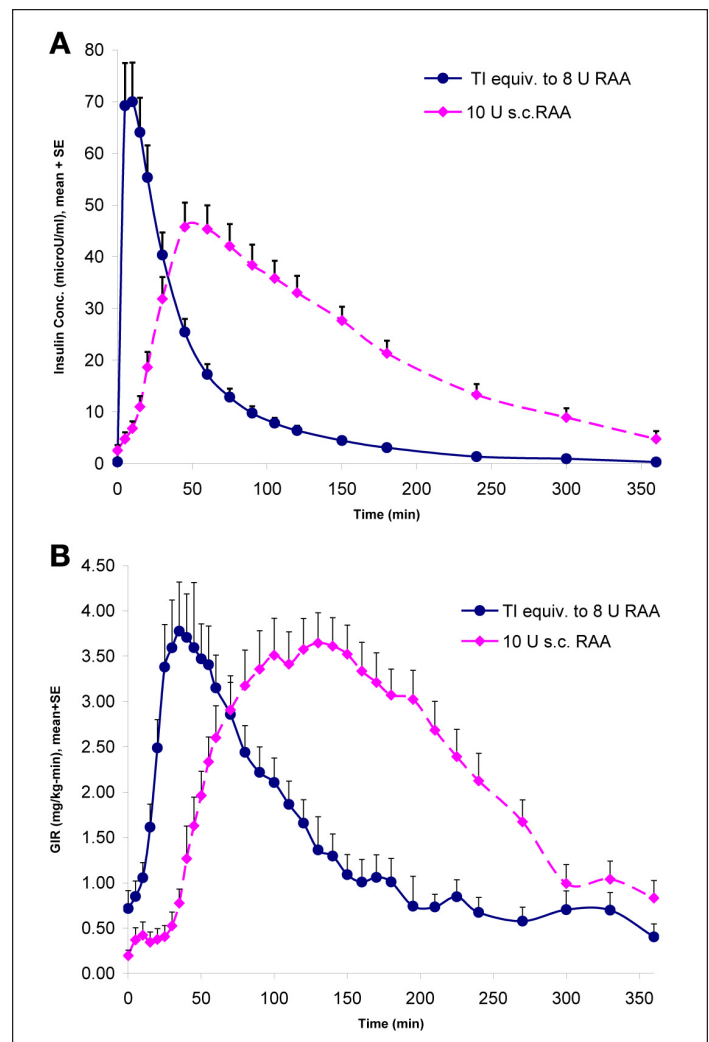 A
80
70
60
50
40
30
20
10
0
Insulin Conc. (microU/ml), mean + SE
TI equiv. to 8 U RAA
10 U s.c.RAA
0 50 100 150 200 250 300 350
Time (min)
B
4.50
4.00
3.50
3.00
2.50
2.00
1.50
1.00
0.50
0.00
GIR (mg/kg-min), mean+SE
TI equiv. to 8 U RAA
10 U s.c. RAA
0 50 100 150 200 250 300 350
Time (min)